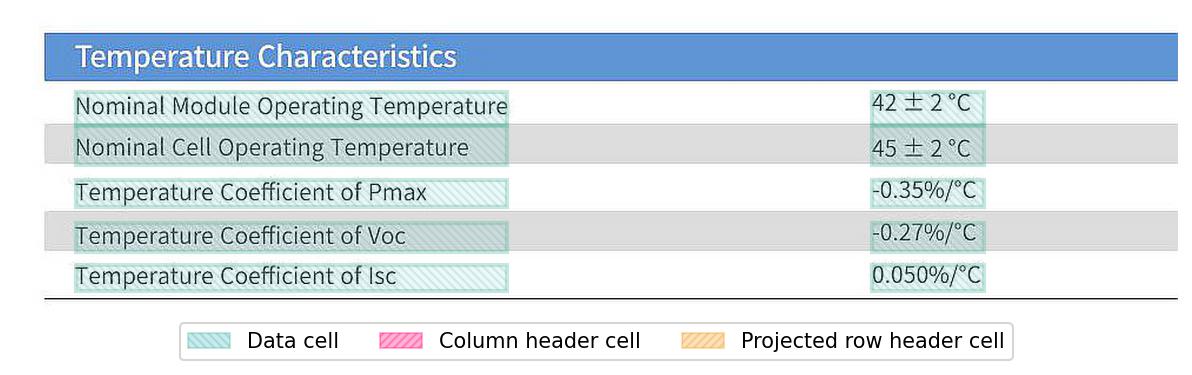 Temperature Characteristics
Nominal Module Operating Temperature 42 ± 2 °C
Nominal Cell Operating Temperature 45 ± 2 °C
Temperature Coefficient of Pmax -0.35%/°C
Temperature Coefficient of Voc -0.27%/°C
Temperature Coefficient of Isc 0.050%/°C
Data cell Column header cell Projected row header cell